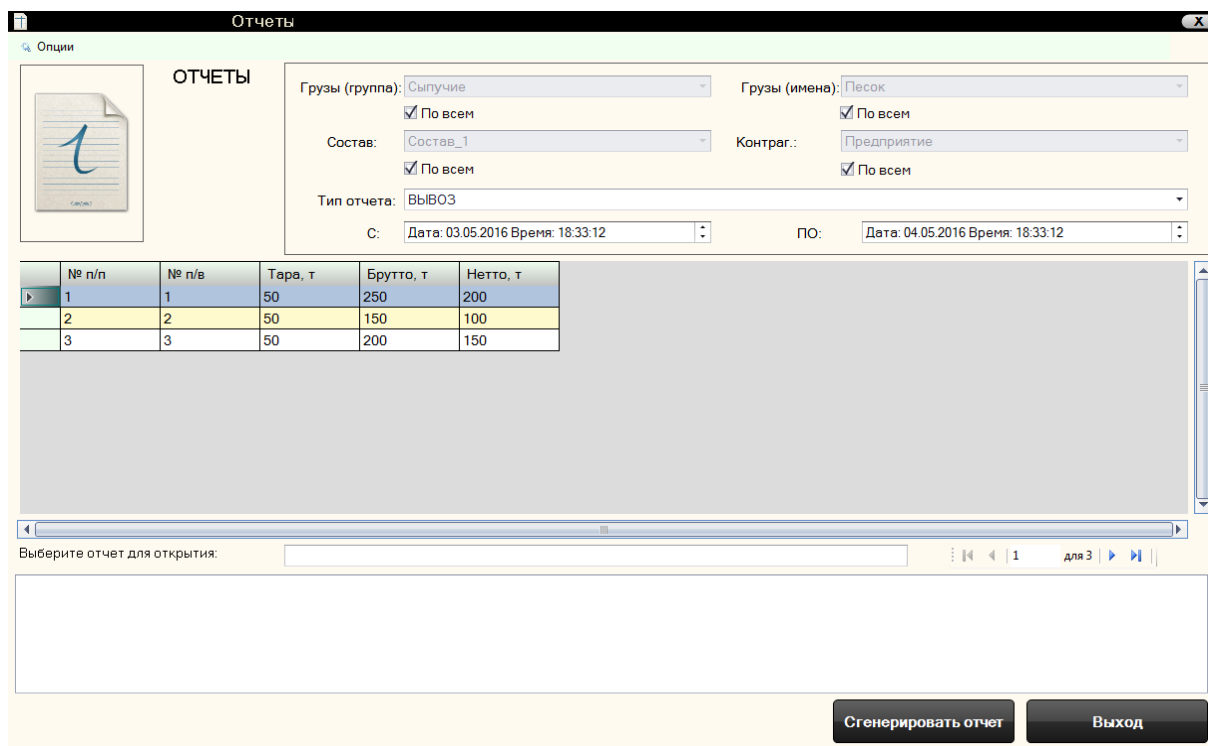 Отчеты X
Опции
ОТЧЕТЫ
Грузы (группа): Сыпучие Грузы (имена): Песок
По всем По всем
Состав: Состав_1 Контраг.: Предприятие
По всем По всем
Тип отчета: ВЫВОЗ
С: Дата: 03.05.2016 Время: 18:33:12 ПО: Дата: 04.05.2016 Время: 18:33:12
№ п/п № п/в Тара, т Брутто, т Нетто, т
1 1 50 250 200
2 2 50 150 100
3 3 50 200 150
Выберите отчет для открытия: 1 для 3
Сгенерировать отчет Выход